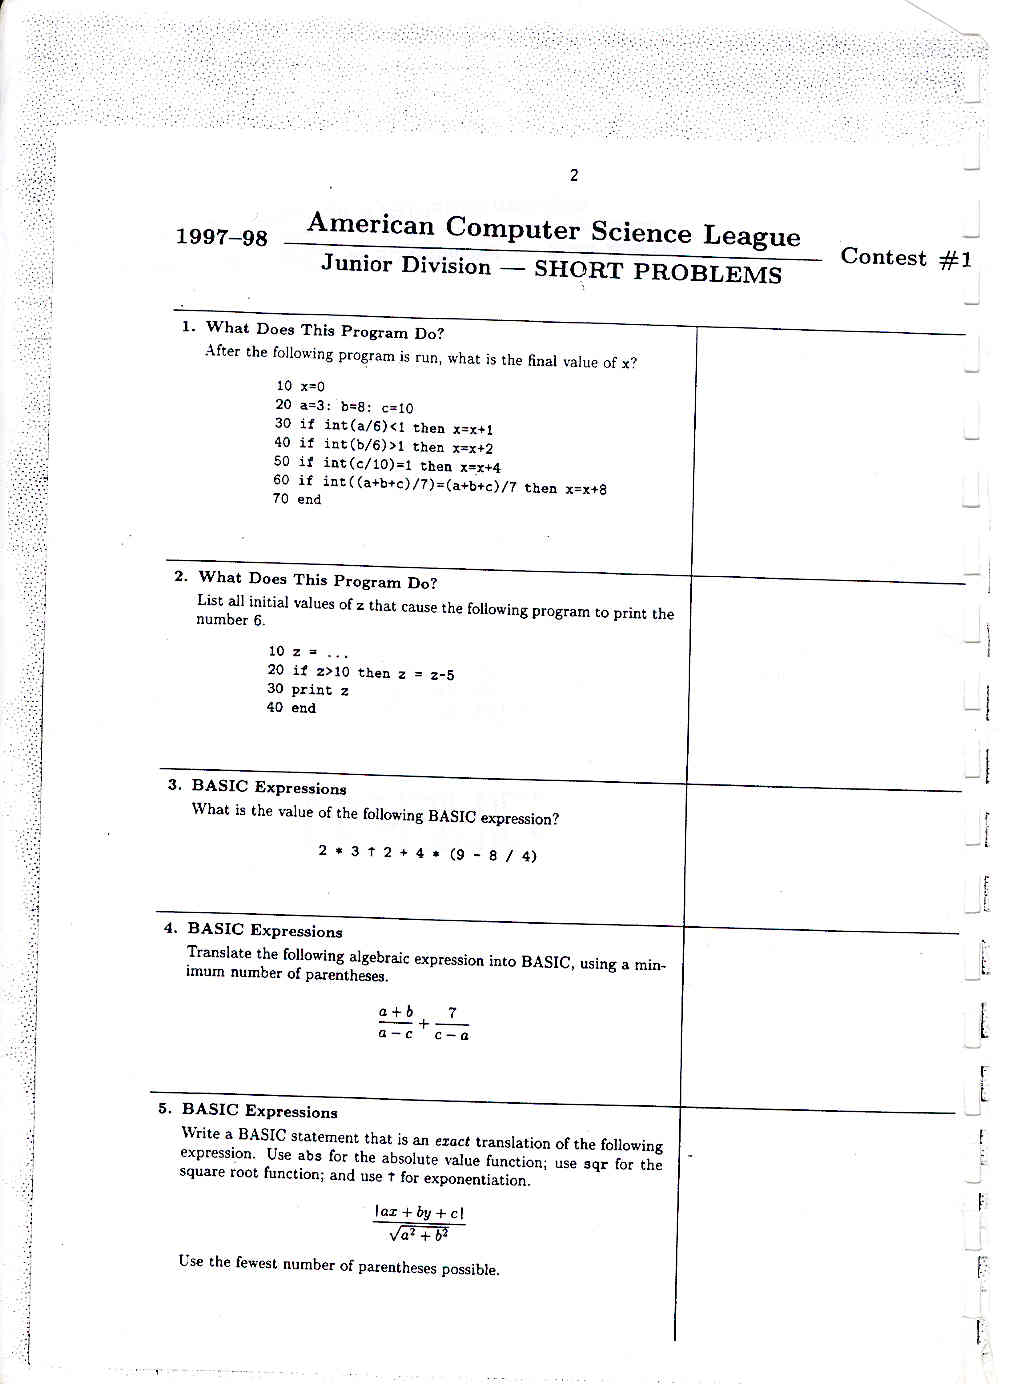 2
1997–98 American Computer Science League Contest #1
Junior Division — SHORT PROBLEMS
1. What Does This Program Do?
After the following program is run, what is the final value of x?
10 x=0
20 a=3: b=8: c=10
30 if int(a/6)<1 then x=x+1
40 if int(b/6)>1 then x=x+2
50 if int(c/10)=1 then x=x+4
60 if int((a+b+c)/7)=(a+b+c)/7 then x=x+8
70 end
2. What Does This Program Do?
List all initial values of z that cause the following program to print the
number 6.
10 z = ...
20 if z>10 then z = z-5
30 print z
40 end
3. BASIC Expressions
What is the value of the following BASIC expression?
2 * 3 ↑ 2 + 4 * (9 - 8 / 4)
4. BASIC Expressions
Translate the following algebraic expression into BASIC, using a min-
imum number of parentheses.
a + b 7
+
a − c c − a
5. BASIC Expressions
Write a BASIC statement that is an exact translation of the following
expression. Use abs for the absolute value function; use sqr for the
square root function; and use ↑ for exponentiation.
|ax + by + c|
√a² + b²
Use the fewest number of parentheses possible.